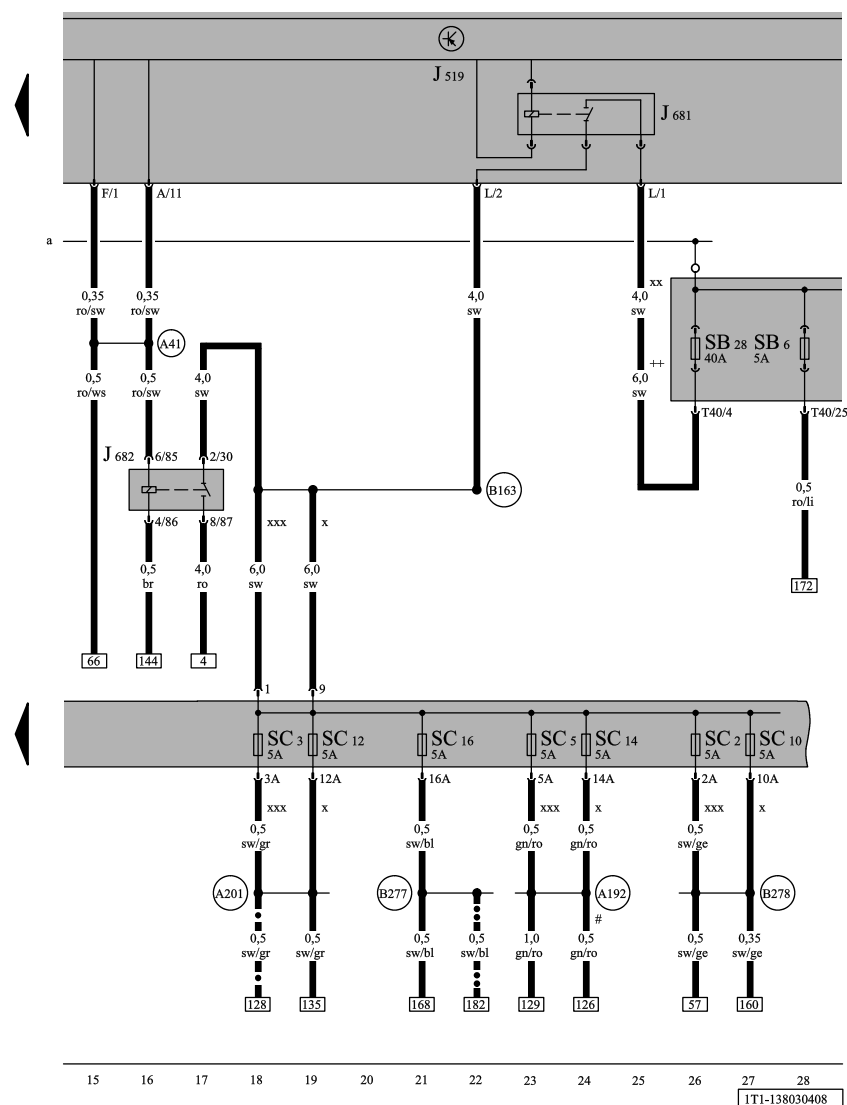 J 519
J 681
F/1 A/11 L/2 L/1
a
xx
0,35 0,35 4,0 4,0
ro/sw ro/sw sw sw
A41
SB 28 SB 6
40A 5A
++
0,5 0,5 4,0 6,0
ro/ws ro/sw sw sw
T40/4 T40/25
J 682 6/85 2/30
B163
0,5
ro/li
4/86 8/87
xxx x
0,5 4,0 6,0 6,0
br ro sw sw
172
66 144 4
1 9
SC 3 SC 12 SC 16 SC 5 SC 14 SC 2 SC 10
5A 5A 5A 5A 5A 5A 5A
3A 12A 16A 5A 14A 2A 10A
xxx x xxx x xxx x
0,5 0,5 0,5 0,5 0,5
sw/gr sw/bl gn/ro gn/ro sw/ge
A201 B277 A192 B278
#
0,5 0,5 0,5 0,5 1,0 0,5 0,5 0,35
sw/gr sw/gr sw/bl sw/bl gn/ro gn/ro sw/ge sw/ge
128 135 168 182 129 126 57 160
15 16 17 18 19 20 21 22 23 24 25 26 27 28
1T1-138030408